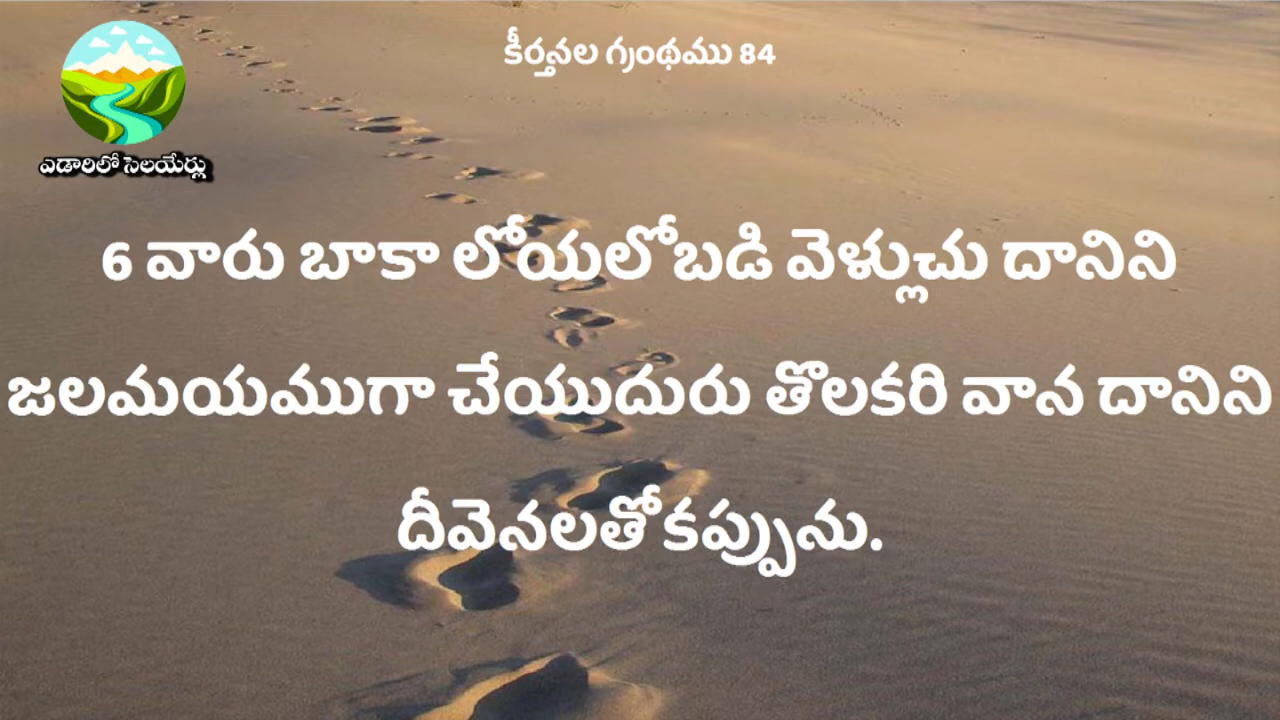 కీర్తనల గ్రంథము 84
ఎడారిలో సెలయేర్లు
6 వారు బాకా లోయలోబడి వెళ్లుచు దానిని
జలమయముగా చేయుదురు తొలకరి వాన దానిని
దీవెనలతోకప్పును.